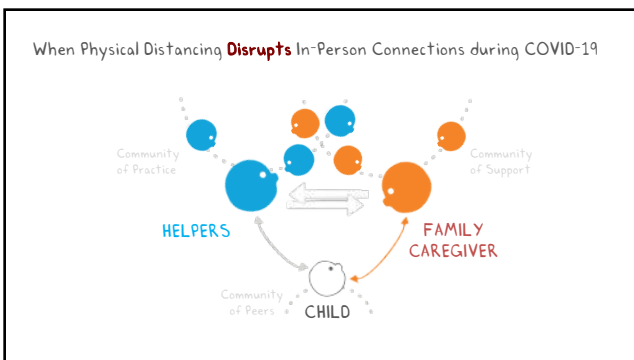 When Physical Distancing Disrupts In-Person Connections during COVID-19
Community
of Practice
Community
of Support
HELPERS
FAMILY
CAREGIVER
Community
of Peers
CHILD